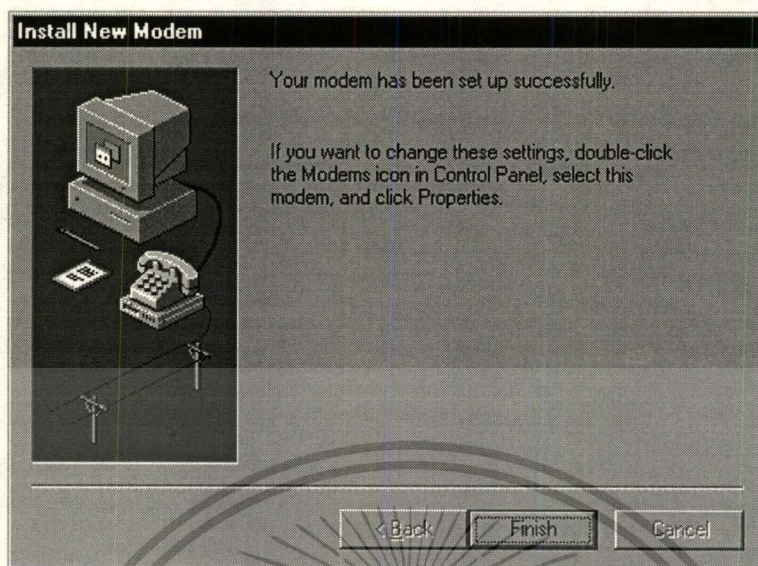 Install New Modem
Your modem has been set up successfully.
If you want to change these settings, double-click
the Modems icon in Control Panel, select this
modem, and click Properties.
< Back
Finish
Cancel